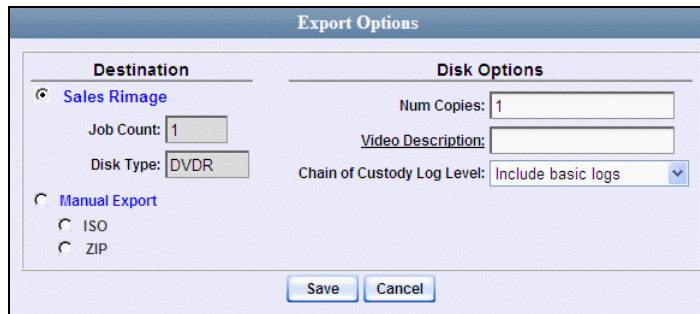 Export Options
Destination
Sales Rimage
Job Count: 1
Disk Type: DVDR
Manual Export
ISO
ZIP
Disk Options
Num Copies: 1
Video Description:
Chain of Custody Log Level: Include basic logs
Save
Cancel